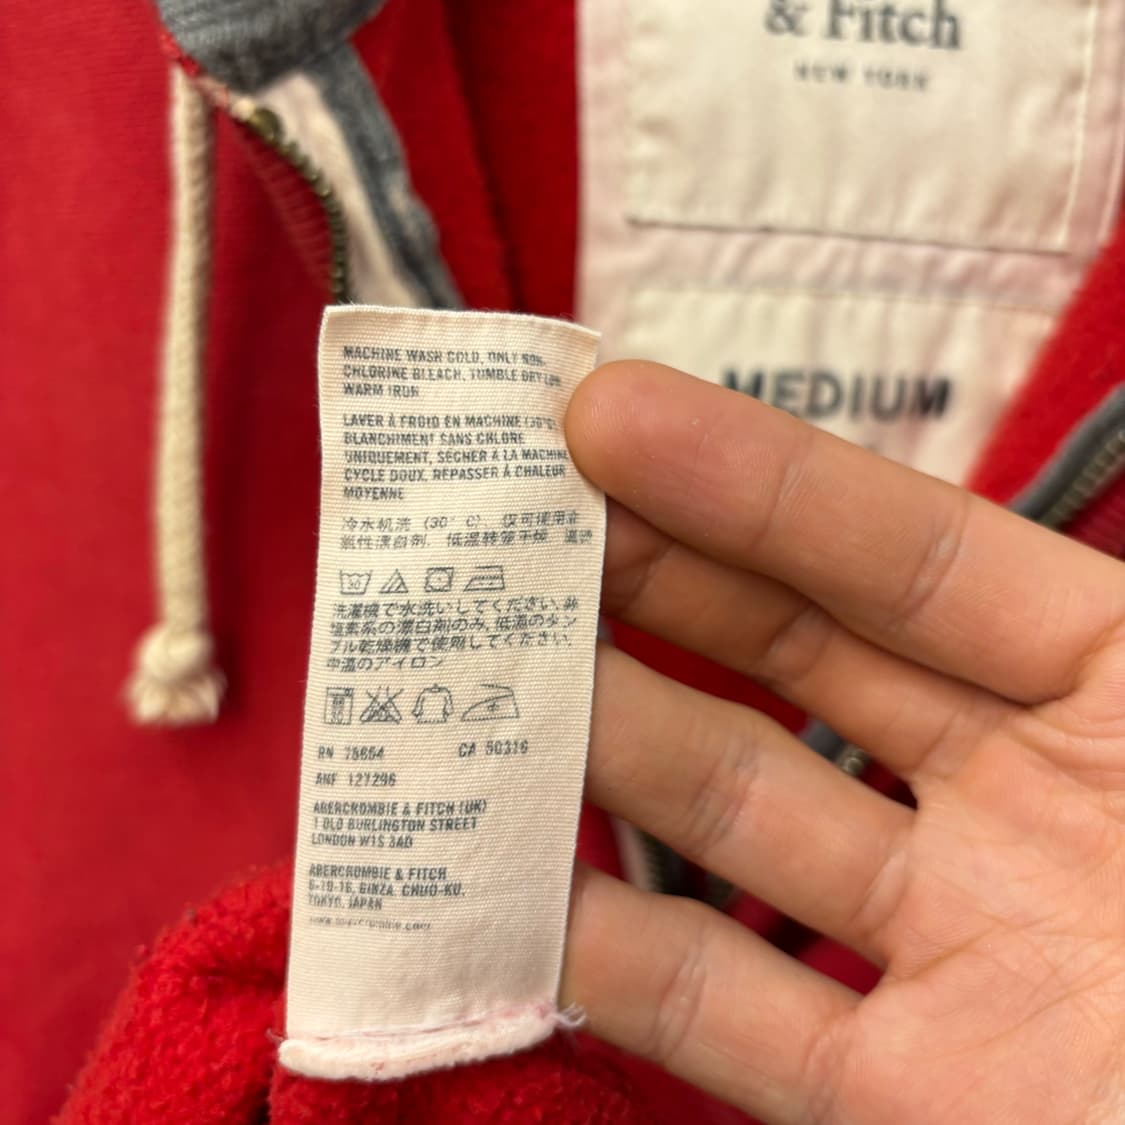 & Fitch
NEW YORK
MEDIUM
MACHINE WASH COLD, ONLY NON-
CHLORINE BLEACH, TUMBLE DRY LOW
WARM IRON
LAVER À FROID EN MACHINE (30°C)
BLANCHIMENT SANS CHLORE
UNIQUEMENT, SÉCHER À LA MACHINE
CYCLE DOUX, REPASSER À CHALEUR
MOYENNE
冷水机洗 (30° C), 仅可使用非
氯性漂白剂, 低温转笼干燥
30
洗濯機で水洗いしてください、非
塩素系の漂白剤のみ、低温のタン
ブル乾燥機で使用してください、
中温のアイロン
中
RN 75654 CA 50316
ANF 127296
ABERCROMBIE & FITCH (UK)
LONDON W1S 3AD
1 OLD BURLINGTON STREET
ABERCROMBIE & FITCH
6-10-16, GINZA, CHUO-KU,
TOKYO, JAPAN